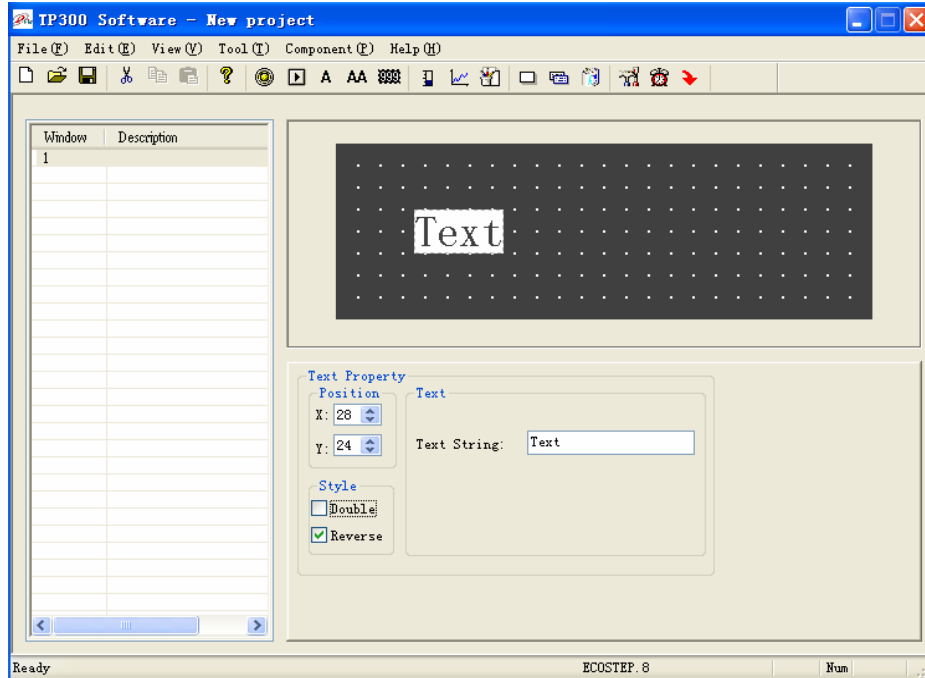 TP300 Software - New project
File(F) Edit(E) View(V) Tool(T) Component(P) Help(H)
A AA
Window Description
1
Text
Text Property
Position
X: 28
Y: 24
Text
Text String: Text
Style
Double
Reverse
Ready ECOSTEP.8 Num